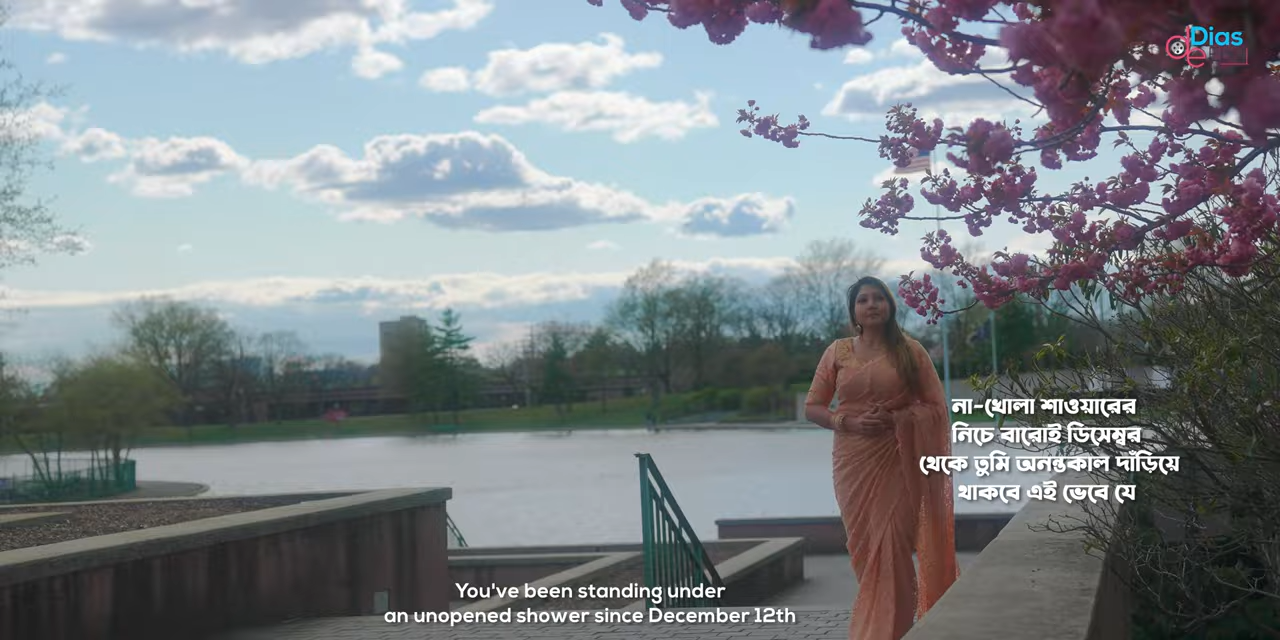 Dias
না-খোলা শাওয়ারের
নিচে বারোই ডিসেম্বর
থেকে তুমি অনন্তকাল দাঁড়িয়ে
থাকবে এই ভেবে যে
You've been standing under
an unopened shower since December 12th